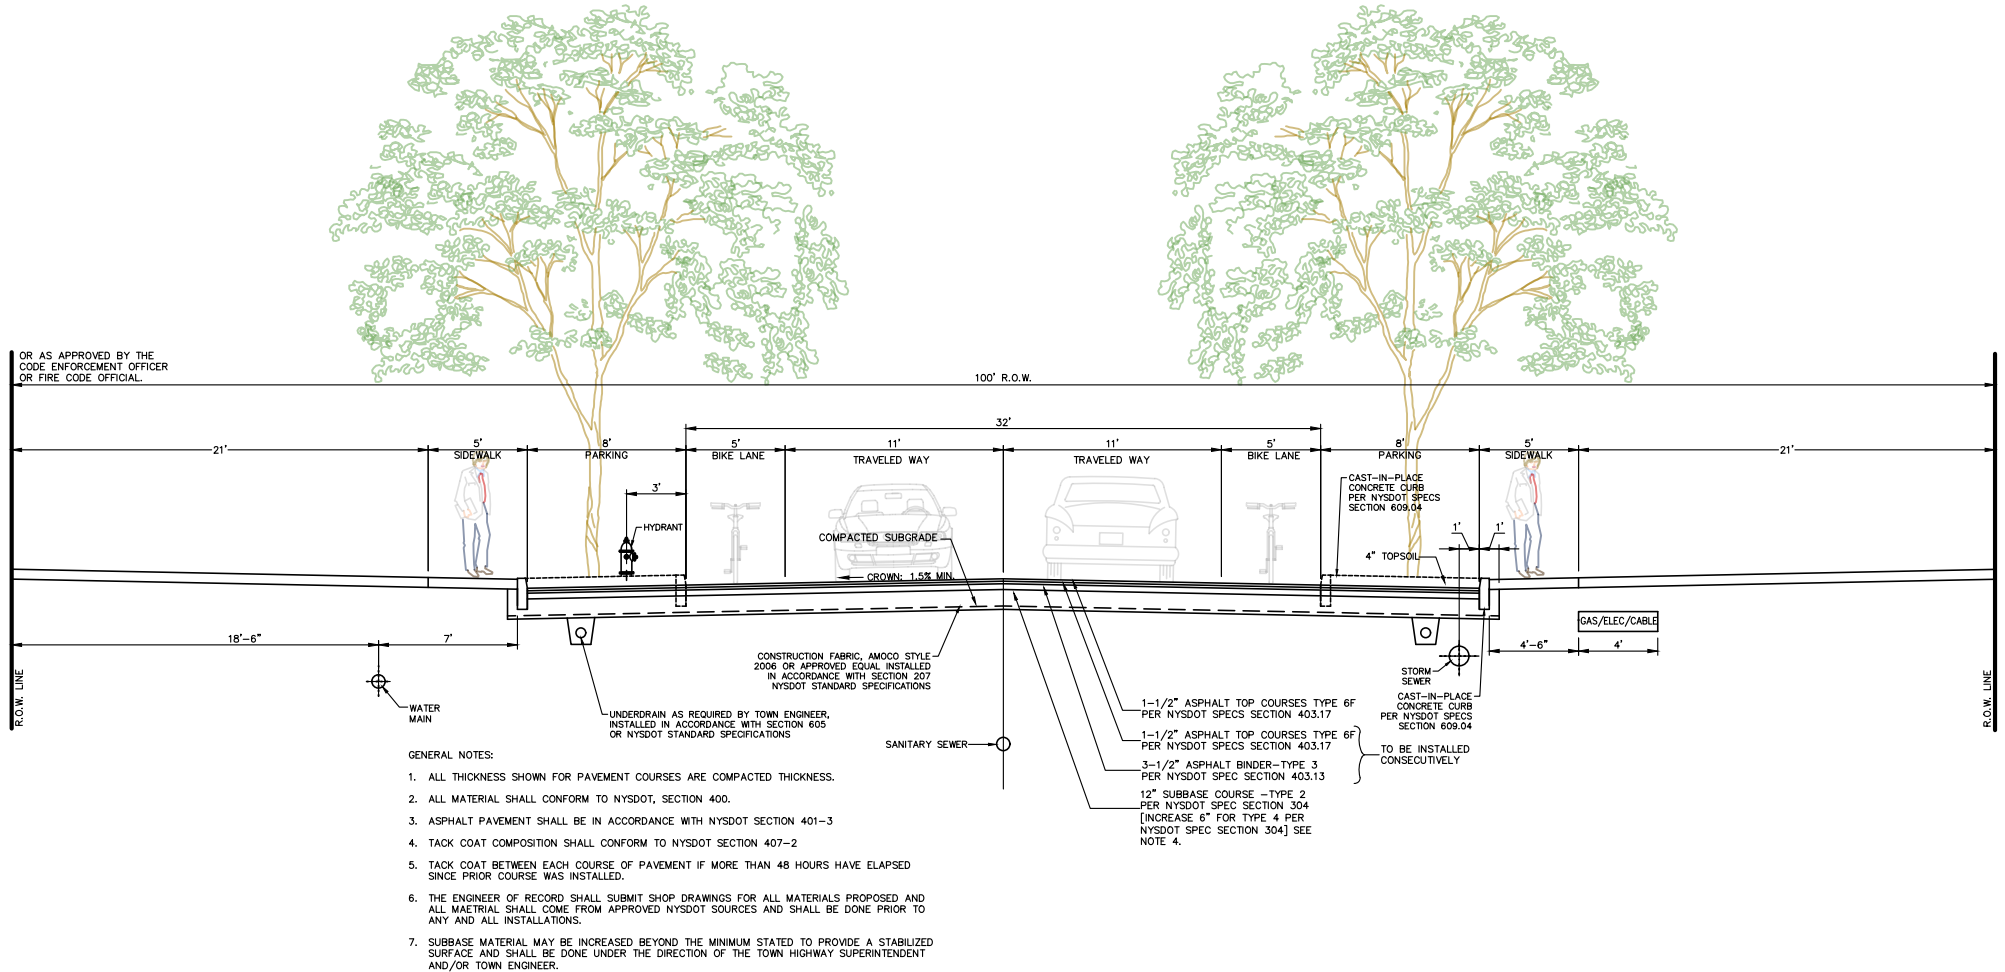 OR AS APPROVED BY THE
CODE ENFORCEMENT OFFICER
OR FIRE CODE OFFICIAL.
100' R.O.W.
32'
21'
5'
SIDEWALK
8'
PARKING
5'
BIKE LANE
11'
TRAVELED WAY
11'
TRAVELED WAY
5'
BIKE LANE
8'
PARKING
5'
SIDEWALK
21'
3'
HYDRANT
CAST-IN-PLACE
CONCRETE CURB
PER NYSDOT SPECS
SECTION 609.04
1'
1'
COMPACTED SUBGRADE
4" TOPSOIL
CROWN: 1.5% MIN.
18'-6"
7'
GAS/ELEC/CABLE
4'-6"
4'
R.O.W. LINE
WATER
MAIN
CONSTRUCTION FABRIC, AMOCO STYLE
2006 OR APPROVED EQUAL INSTALLED
IN ACCORDANCE WITH SECTION 207
NYSDOT STANDARD SPECIFICATIONS
STORM
SEWER
CAST-IN-PLACE
CONCRETE CURB
PER NYSDOT SPECS
SECTION 609.04
R.O.W. LINE
UNDERDRAIN AS REQUIRED BY TOWN ENGINEER,
INSTALLED IN ACCORDANCE WITH SECTION 605
OR NYSDOT STANDARD SPECIFICATIONS
SANITARY SEWER
1-1/2" ASPHALT TOP COURSES TYPE 6F
PER NYSDOT SPECS SECTION 403.17
1-1/2" ASPHALT TOP COURSES TYPE 6F
PER NYSDOT SPECS SECTION 403.17
3-1/2" ASPHALT BINDER-TYPE 3
PER NYSDOT SPEC SECTION 403.13
TO BE INSTALLED
CONSECUTIVELY
12" SUBBASE COURSE -TYPE 2
PER NYSDOT SPEC SECTION 304
[INCREASE 6" FOR TYPE 4 PER
NYSDOT SPEC SECTION 304] SEE
NOTE 4.
GENERAL NOTES:
1. ALL THICKNESS SHOWN FOR PAVEMENT COURSES ARE COMPACTED THICKNESS.
2. ALL MATERIAL SHALL CONFORM TO NYSDOT, SECTION 400.
3. ASPHALT PAVEMENT SHALL BE IN ACCORDANCE WITH NYSDOT SECTION 401-3
4. TACK COAT COMPOSITION SHALL CONFORM TO NYSDOT SECTION 407-2
5. TACK COAT BETWEEN EACH COURSE OF PAVEMENT IF MORE THAN 48 HOURS HAVE ELAPSED
SINCE PRIOR COURSE WAS INSTALLED.
6. THE ENGINEER OF RECORD SHALL SUBMIT SHOP DRAWINGS FOR ALL MATERIALS PROPOSED AND
ALL MAETRIAL SHALL COME FROM APPROVED NYSDOT SOURCES AND SHALL BE DONE PRIOR TO
ANY AND ALL INSTALLATIONS.
7. SUBBASE MATERIAL MAY BE INCREASED BEYOND THE MINIMUM STATED TO PROVIDE A STABILIZED
SURFACE AND SHALL BE DONE UNDER THE DIRECTION OF THE TOWN HIGHWAY SUPERINTENDENT
AND/OR TOWN ENGINEER.